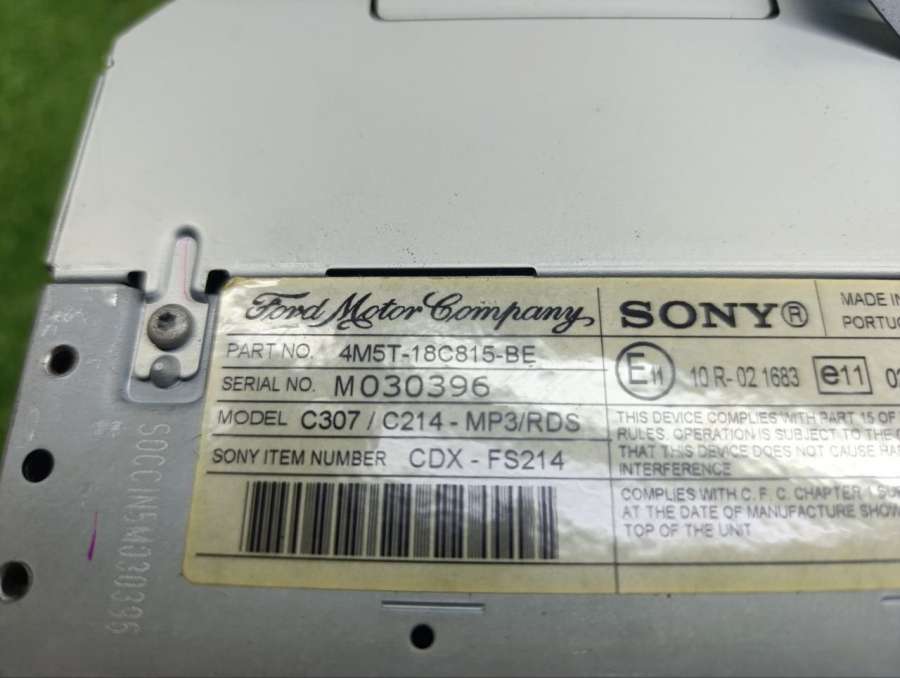 Ford Motor Company
PART NO. 4M5T-18C815-BE
SERIAL NO. M030396
MODEL C307 / C214 - MP3/RDS
SONY ITEM NUMBER CDX - FS214
SONY®
MADE IN
E11 10 R- 02 1683 e11
THIS DEVICE COMPLIES WITH PART 15 OF
RULES. OPERATION IS SUBJECT TO THE
THAT THIS DEVICE DOES NOT CAUSE
INTERFERENCE
COMPLIES WITH C. F. C. CHAPTER 1
AT THE DATE OF MANUFACTURE
TOP OF THE UNIT